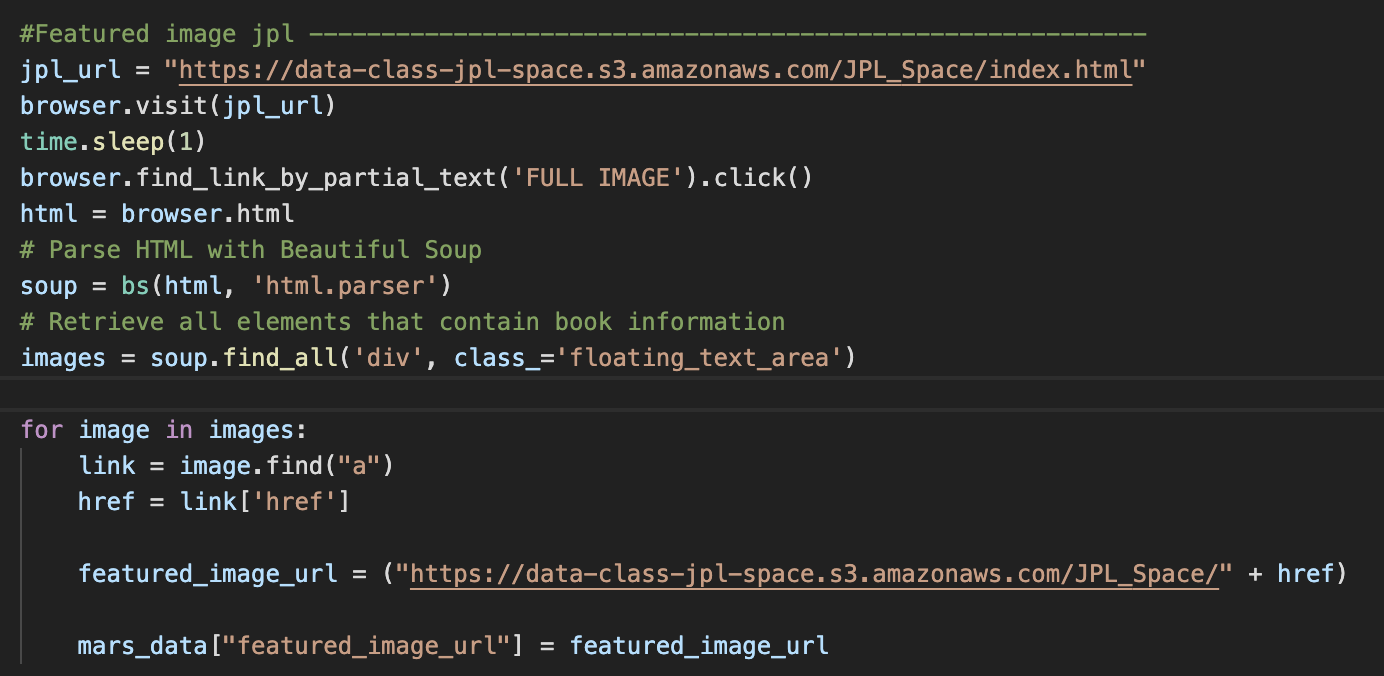 #Featured image jpl ----------------------------------------------------------
jpl_url = "https://data-class-jpl-space.s3.amazonaws.com/JPL_Space/index.html"
browser.visit(jpl_url)
time.sleep(1)
browser.find_link_by_partial_text('FULL IMAGE').click()
html = browser.html
# Parse HTML with Beautiful Soup
soup = bs(html, 'html.parser')
# Retrieve all elements that contain book information
images = soup.find_all('div', class_='floating_text_area')
for image in images:
    link = image.find("a")
    href = link['href']
    featured_image_url = ("https://data-class-jpl-space.s3.amazonaws.com/JPL_Space/" + href)
    mars_data["featured_image_url"] = featured_image_url